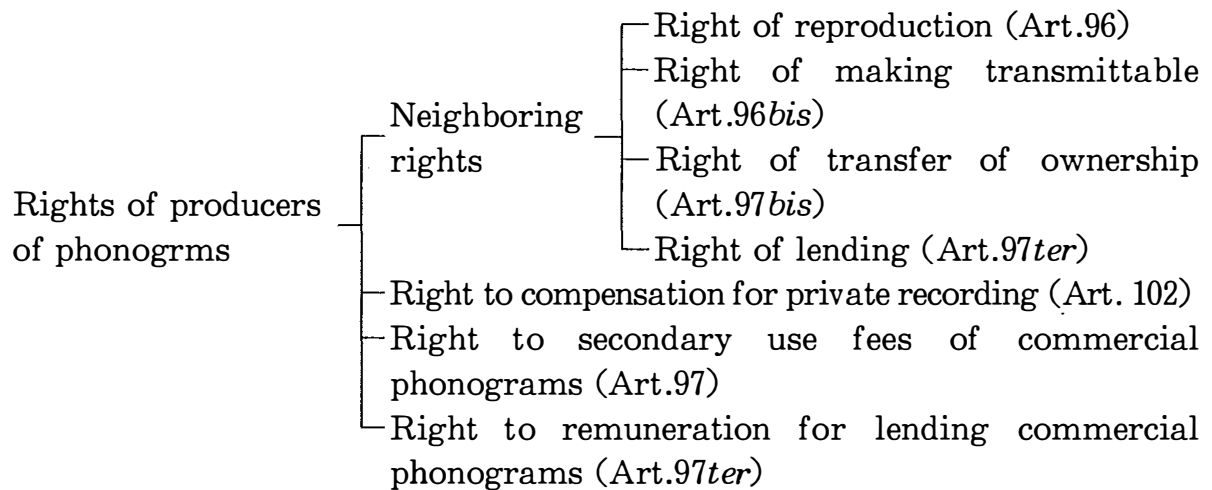 Rights of producers
of phonogrms
Neighboring
rights
Right of reproduction (Art.96)
Right of making transmittable
(Art.96bis)
Right of transfer of ownership
(Art.97bis)
Right of lending (Art.97ter)
Right to compensation for private recording (Art. 102)
Right to secondary use fees of commercial
phonograms (Art.97)
Right to remuneration for lending commercial
phonograms (Art.97ter)